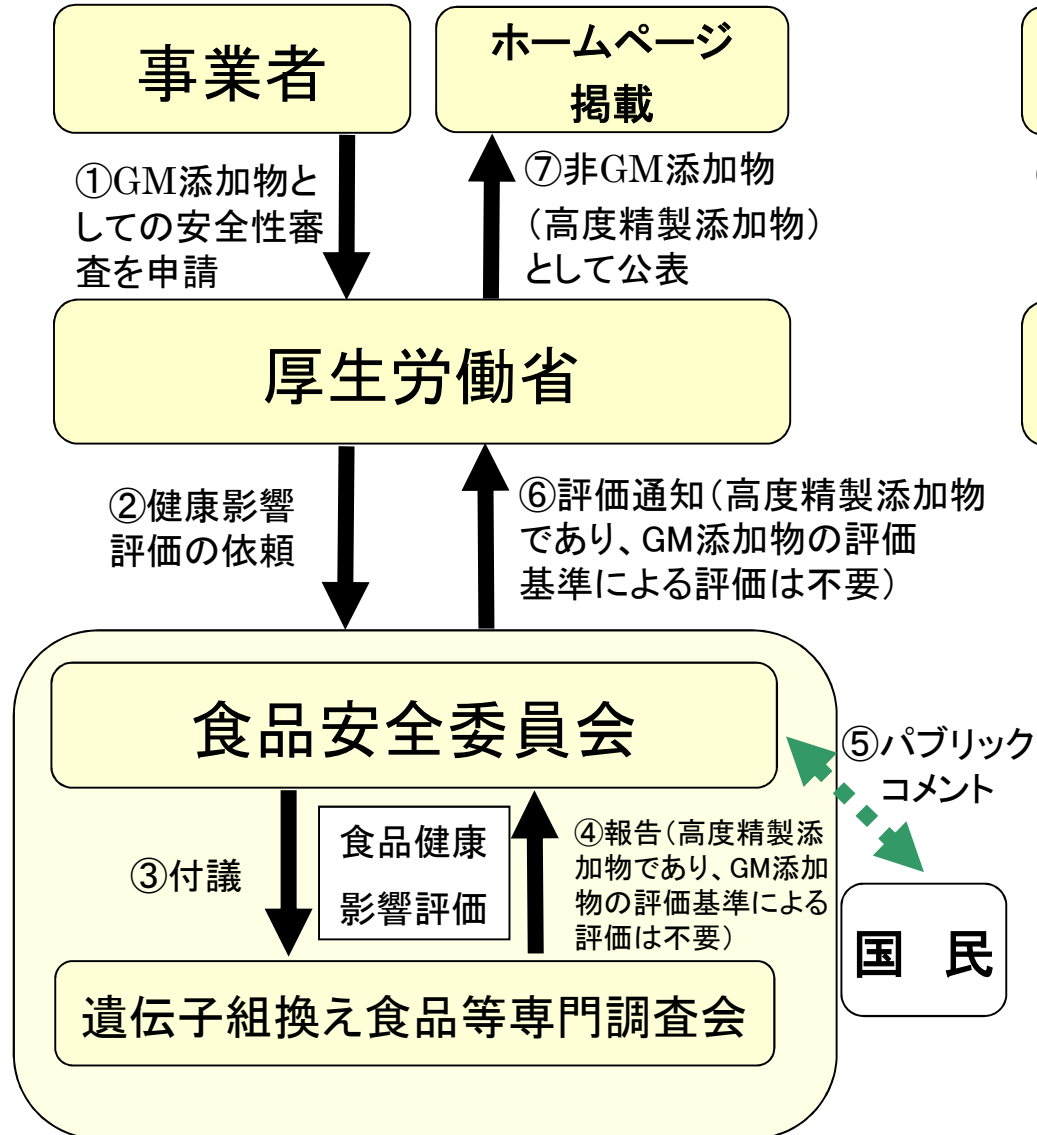 事業者
ホームページ
掲載
①GM添加物と
しての安全性審
査を申請
⑦非GM添加物
（高度精製添加物）
として公表
厚生労働省
②健康影響
評価の依頼
⑥評価通知（高度精製添加物
であり、GM添加物の評価
基準による評価は不要）
食品安全委員会
⑤パブリック
コメント
③付議
食品健康
影響評価
④報告（高度精製添
加物であり、GM添加
物の評価基準による
評価は不要）
国　民
遺伝子組換え食品等専門調査会